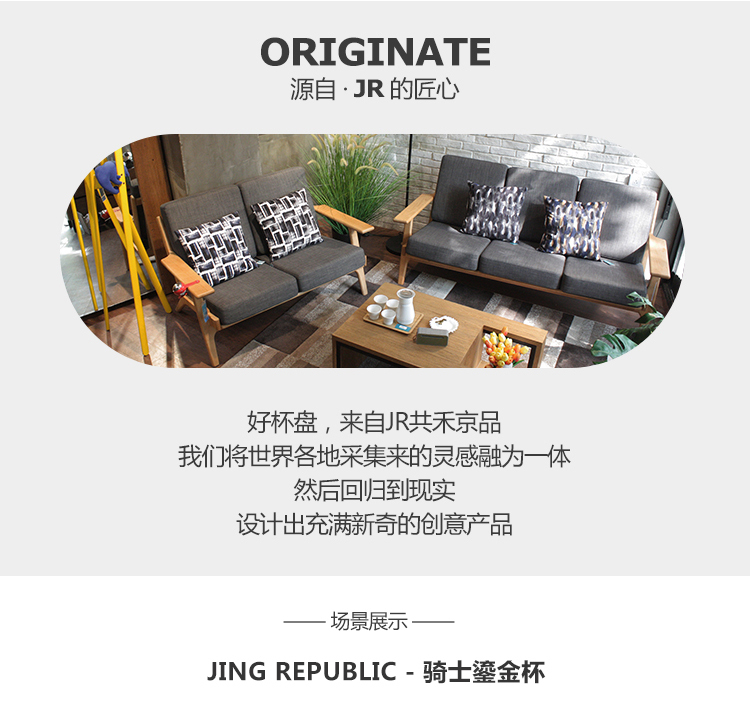 ORIGINATE
源自·JR的匠心
好杯盘，来自JR共禾京品
我们将世界各地采集来的灵感融为一体
然后回归到现实
设计出充满新奇的创意产品
场景展示
JING REPUBLIC - 骑士鎏金杯